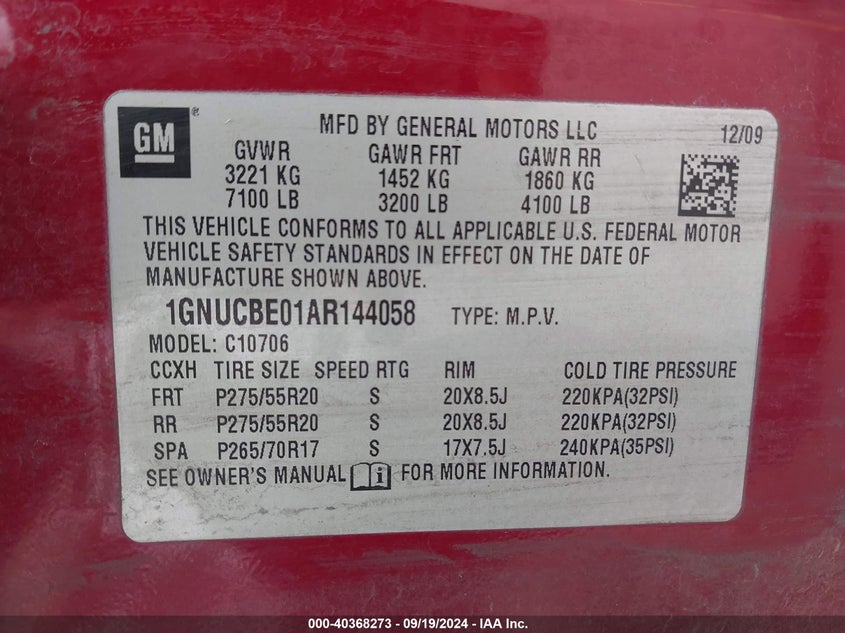 GM®
MFD BY GENERAL MOTORS LLC 12/09
GVWR GAWR FRT GAWR RR
3221 KG 1452 KG 1860 KG
7100 LB 3200 LB 4100 LB
THIS VEHICLE CONFORMS TO ALL APPLICABLE U.S. FEDERAL MOTOR
VEHICLE SAFETY STANDARDS IN EFFECT ON THE DATE OF
MANUFACTURE SHOWN ABOVE.
1GNUCBE01AR144058 TYPE: M.P.V.
MODEL: C10706
CCXH TIRE SIZE SPEED RTG RIM COLD TIRE PRESSURE
FRT P275/55R20 S 20X8.5J 220KPA(32PSI)
RR P275/55R20 S 20X8.5J 220KPA(32PSI)
SPA P265/70R17 S 17X7.5J 240KPA(35PSI)
SEE OWNER'S MANUAL i FOR MORE INFORMATION.
000-40368273 - 09/19/2024 - IAA Inc.